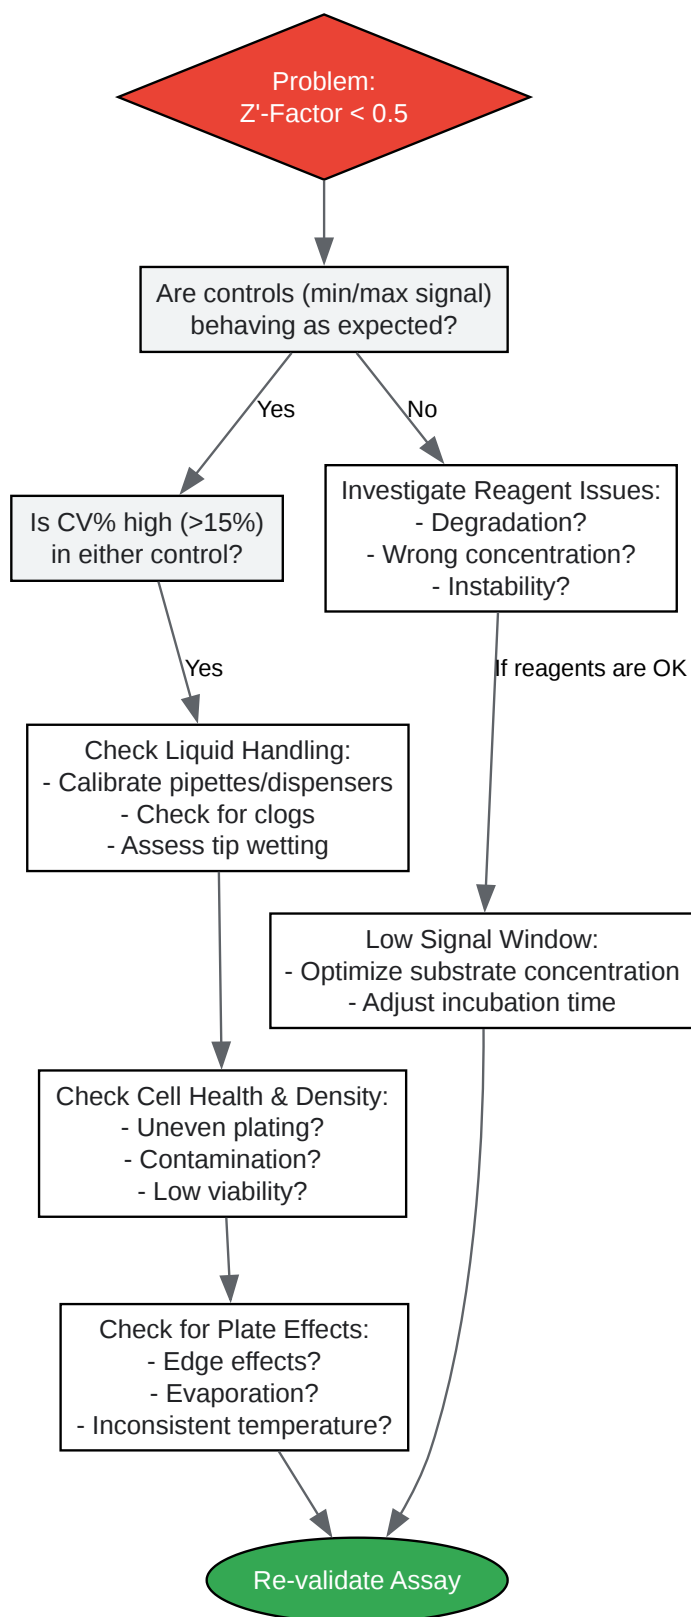 Problem:
Z'-Factor < 0.5
Are controls (min/max signal)
behaving as expected?
Yes
No
Is CV% high (>15%)
in either control?
Investigate Reagent Issues:
- Degradation?
- Wrong concentration?
- Instability?
Yes
If reagents are OK
Check Liquid Handling:
- Calibrate pipettes/dispensers
- Check for clogs
- Assess tip wetting
Low Signal Window:
- Optimize substrate concentration
- Adjust incubation time
Check Cell Health & Density:
- Uneven plating?
- Contamination?
- Low viability?
Check for Plate Effects:
- Edge effects?
- Evaporation?
- Inconsistent temperature?
Re-validate Assay